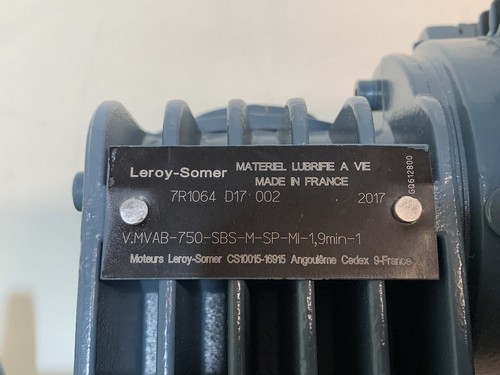 Leroy-Somer MATERIEL LUBRIFIE A VIE
MADE IN FRANCE
7R1064 D17 002 2017
GQ612800
V.MVAB-750-SBS-M-SP-MI-1,9min-1
Moteurs Leroy-Somer CS10015-16915 Angoulême Cedex 9-France